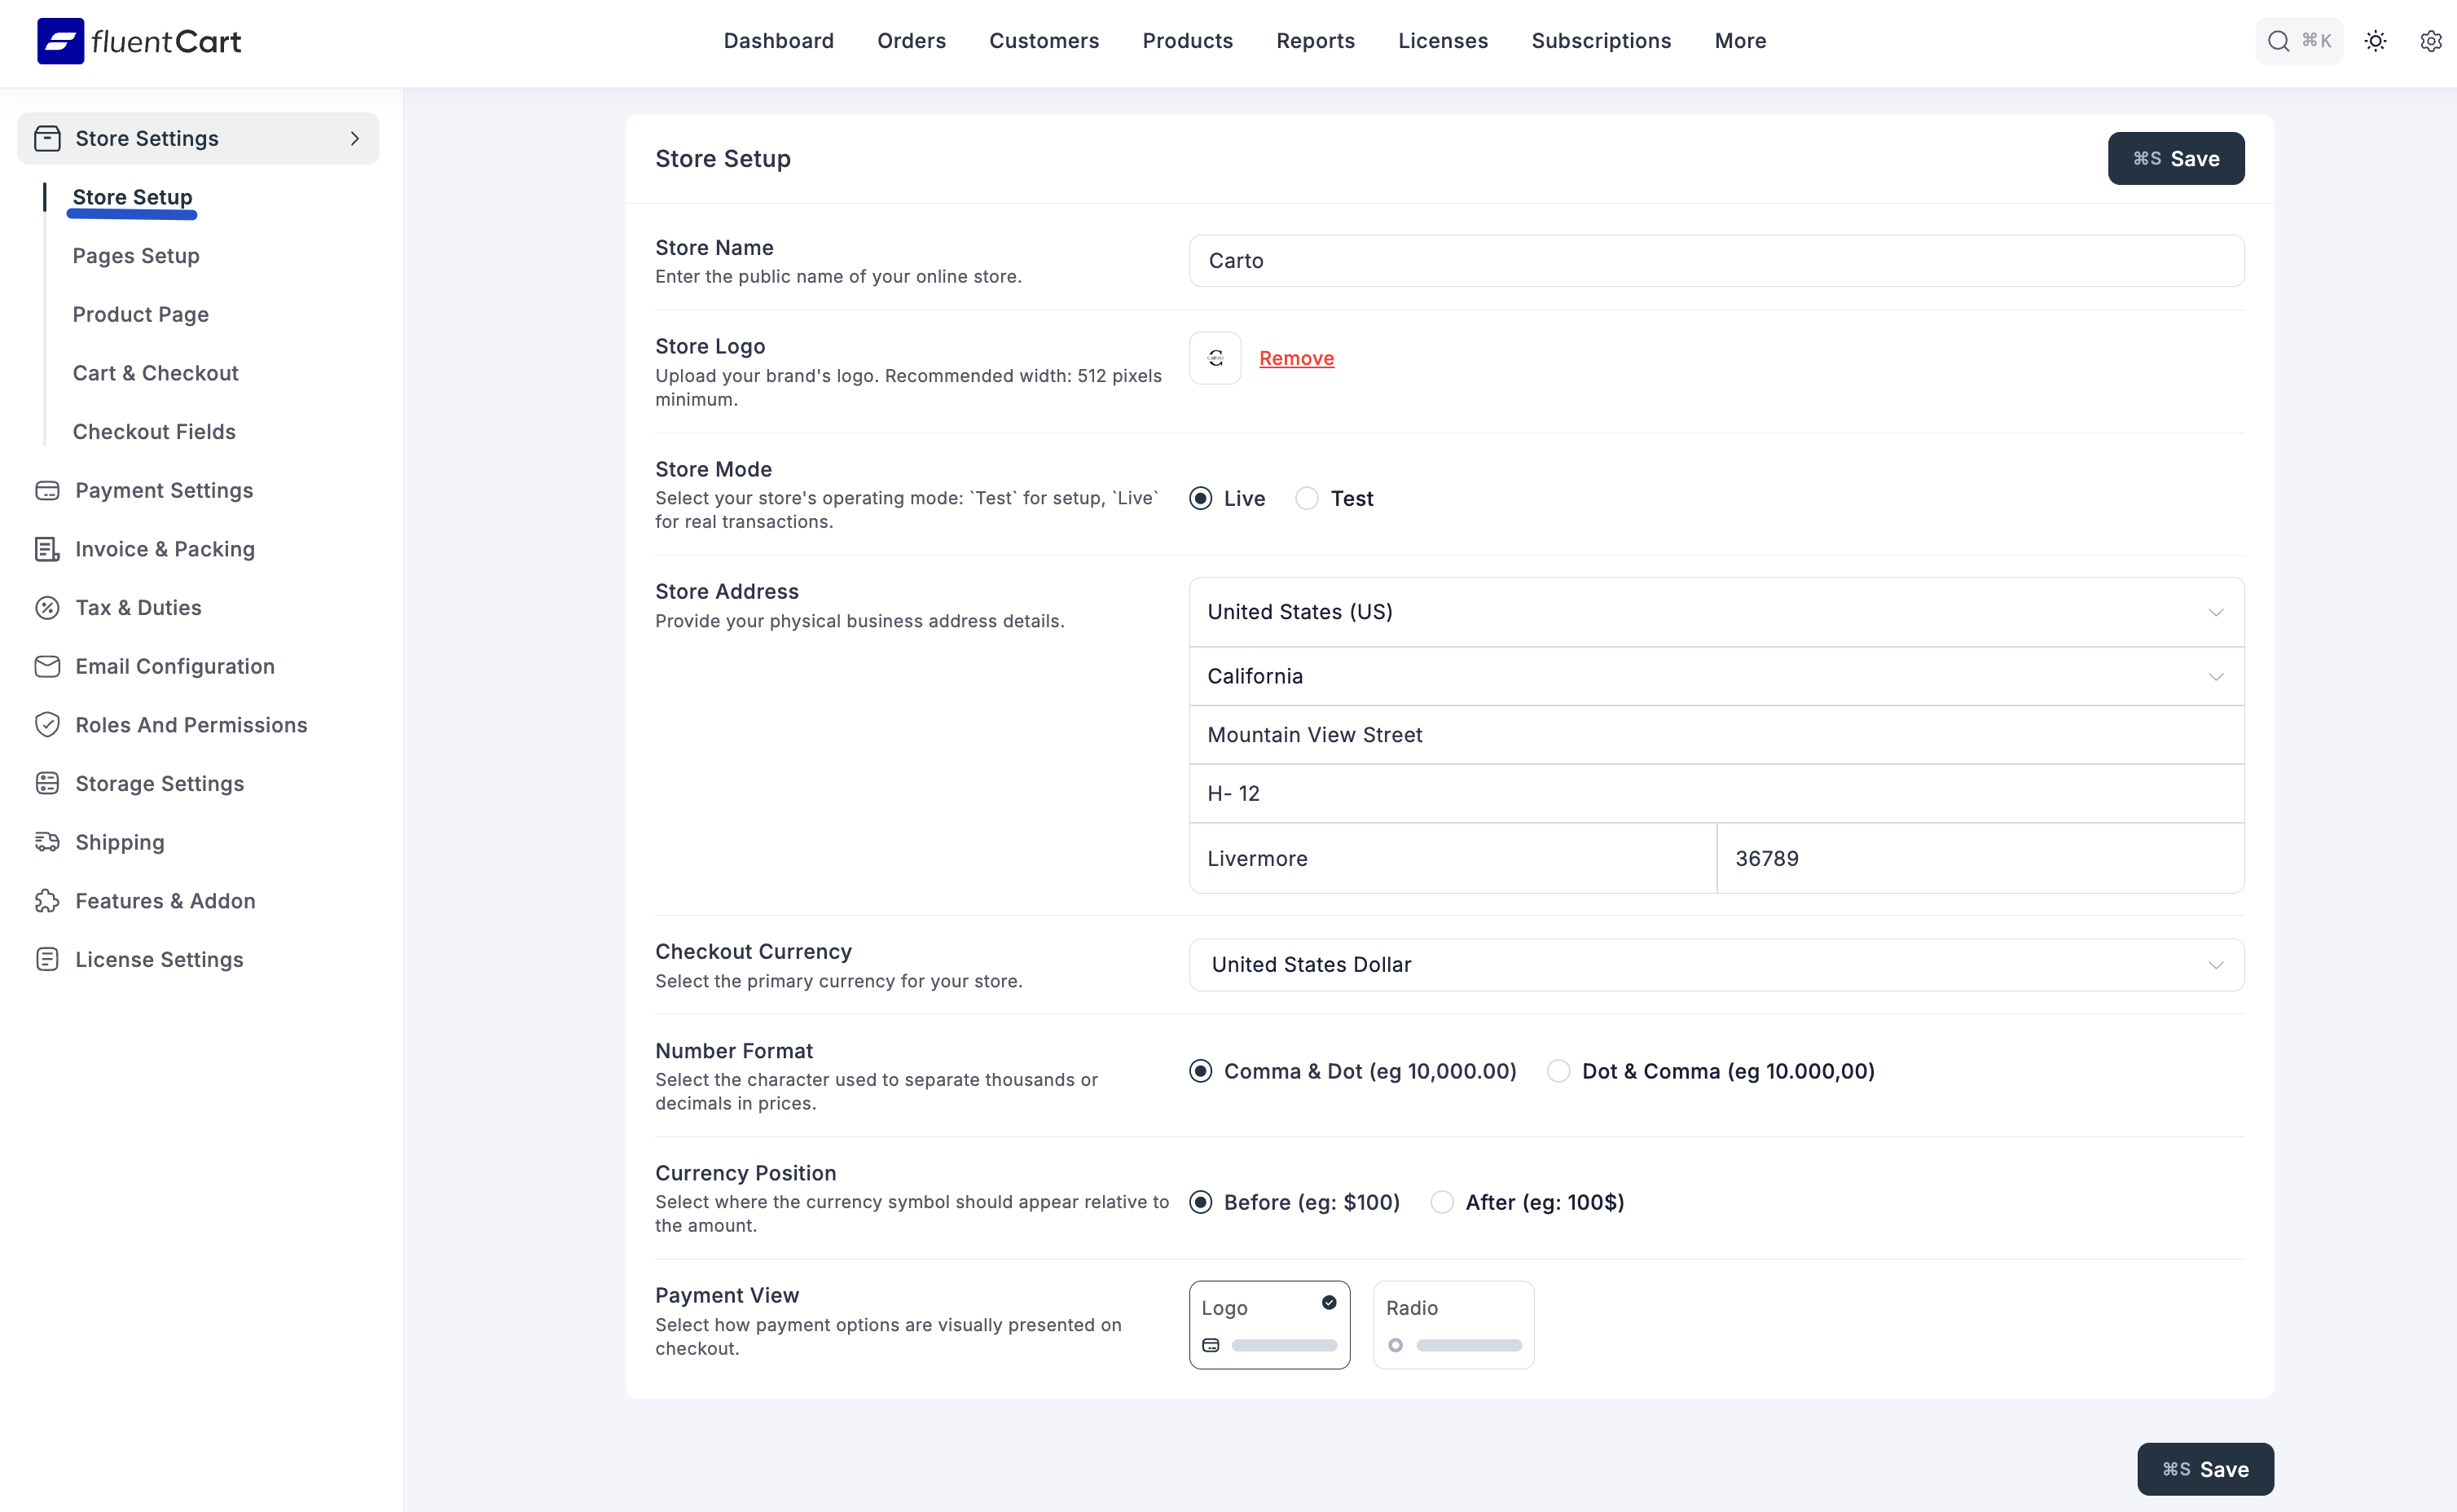 fluentCart
Dashboard Orders Customers Products Reports Licenses Subscriptions More
⌘K
Store Settings
Store Setup
Pages Setup
Product Page
Cart & Checkout
Checkout Fields
Payment Settings
Invoice & Packing
Tax & Duties
Email Configuration
Roles And Permissions
Storage Settings
Shipping
Features & Addon
License Settings
Store Setup
⌘S Save
Store Name
Enter the public name of your online store.
Carto
Store Logo
Upload your brand's logo. Recommended width: 512 pixels
minimum.
Remove
Store Mode
Select your store's operating mode: `Test` for setup, `Live`
for real transactions.
Live Test
Store Address
Provide your physical business address details.
United States (US)
California
Mountain View Street
H- 12
Livermore 36789
Checkout Currency
Select the primary currency for your store.
United States Dollar
Number Format
Select the character used to separate thousands or
decimals in prices.
Comma & Dot (eg 10,000.00) Dot & Comma (eg 10.000,00)
Currency Position
Select where the currency symbol should appear relative to
the amount.
Before (eg: $100) After (eg: 100$)
Payment View
Select how payment options are visually presented on
checkout.
Logo Radio
⌘S Save